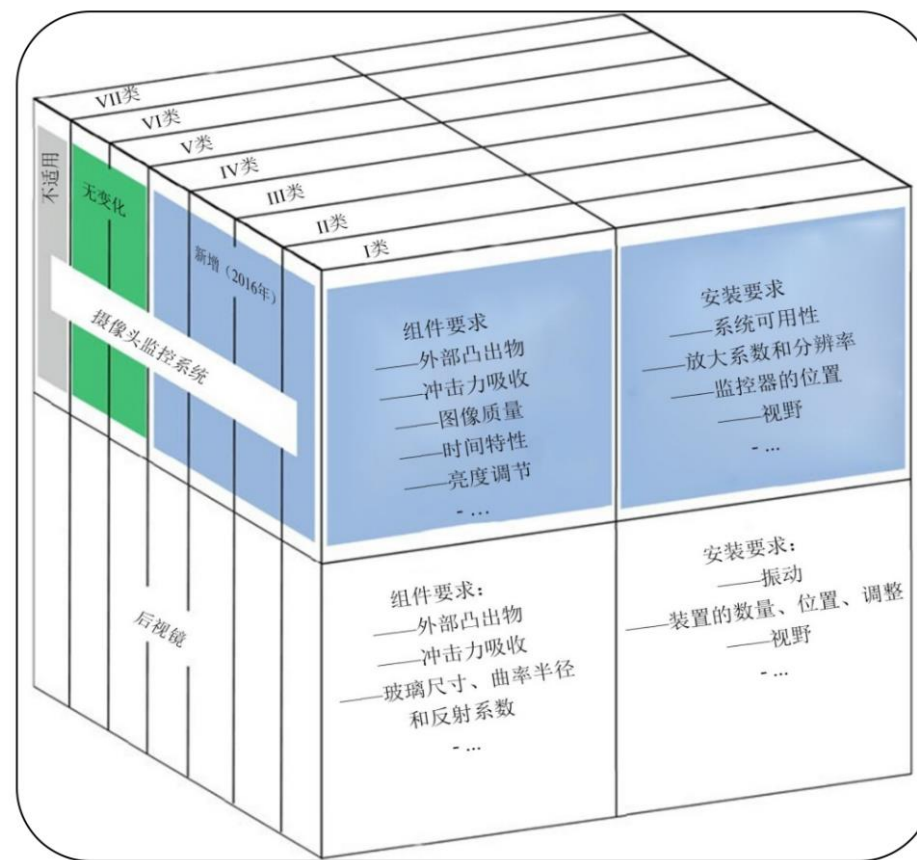 VII类
VI类
V类
IV类
III类
II类
I类
不适用
无变化
新增（2016年）
摄像头监控系统
后视镜
组件要求
——外部凸出物
——冲击力吸收
——图像质量
——时间特性
——亮度调节
- ...
安装要求
——系统可用性
——放大系数和分辨率
——监控器的位置
——视野
- ...
组件要求：
——外部凸出物
——冲击力吸收
——玻璃尺寸、曲率半径
和反射系数
- ...
安装要求：
——振动
——装置的数量、位置、调整
——视野
- ...